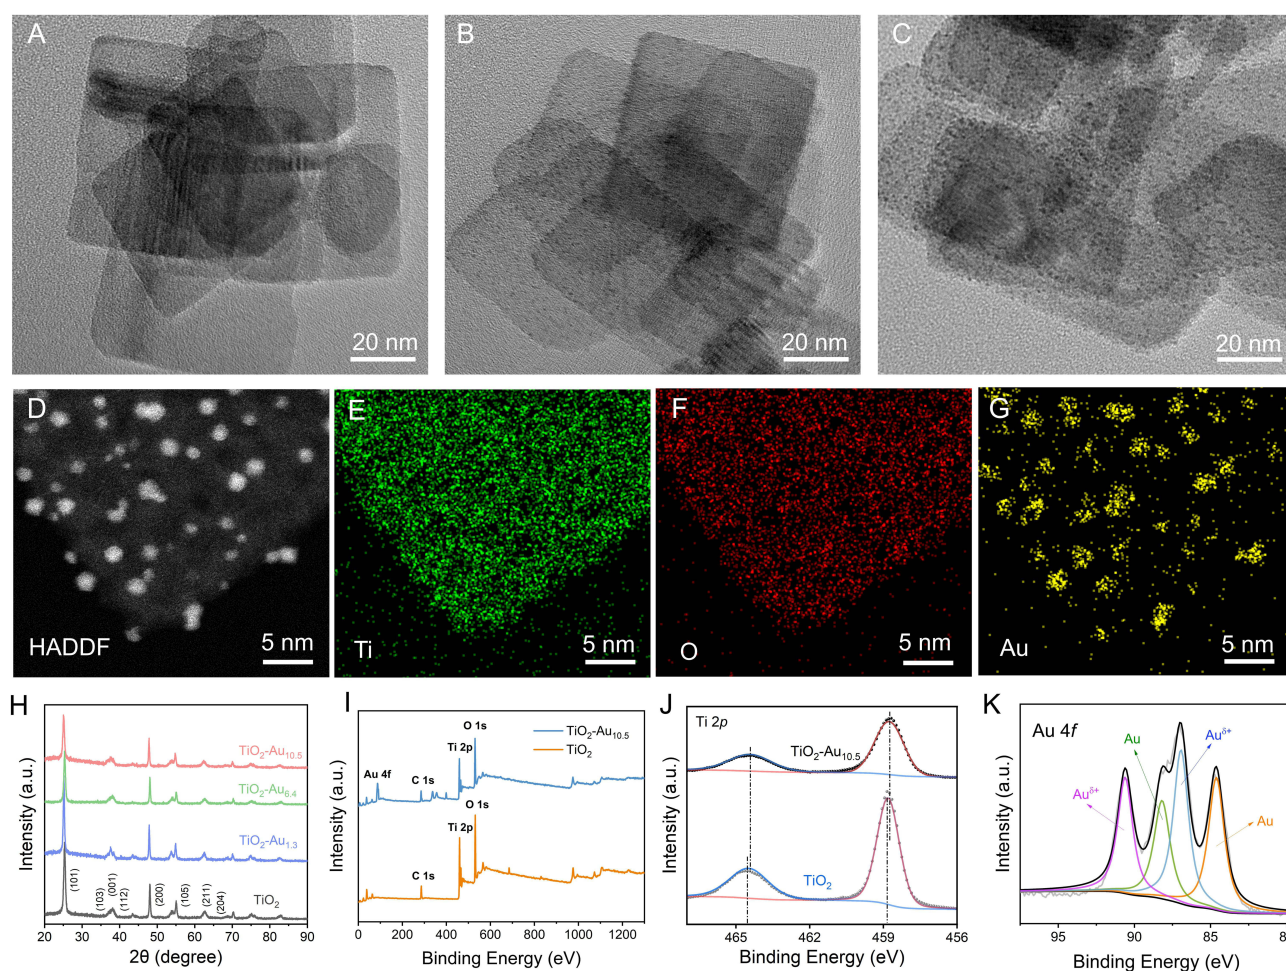 A
20 nm
B
20 nm
C
20 nm
D
HADDF
5 nm
E
Ti
5 nm
F
O
5 nm
G
Au
5 nm
H
Intensity (a.u.)
TiO2-Au10.5
TiO2-Au6.4
TiO2-Au1.3
TiO2
(101)
(103)
(001)
(112)
(200)
(105)
(211)
(204)
20 30 40 50 60 70 80 90
2θ (degree)
I
Intensity (a.u.)
TiO2-Au10.5
TiO2
Au 4f
C 1s
Ti 2p
O 1s
C 1s
Ti 2p
O 1s
0 200 400 600 800 1000 1200
Binding Energy (eV)
J
Intensity (a.u.)
Ti 2p
TiO2-Au10.5
TiO2
465 462 459 456
Binding Energy (eV)
K
Intensity (a.u.)
Au 4f
Auδ+
Au
Auδ+
Au
95 90 85
Binding Energy (eV)